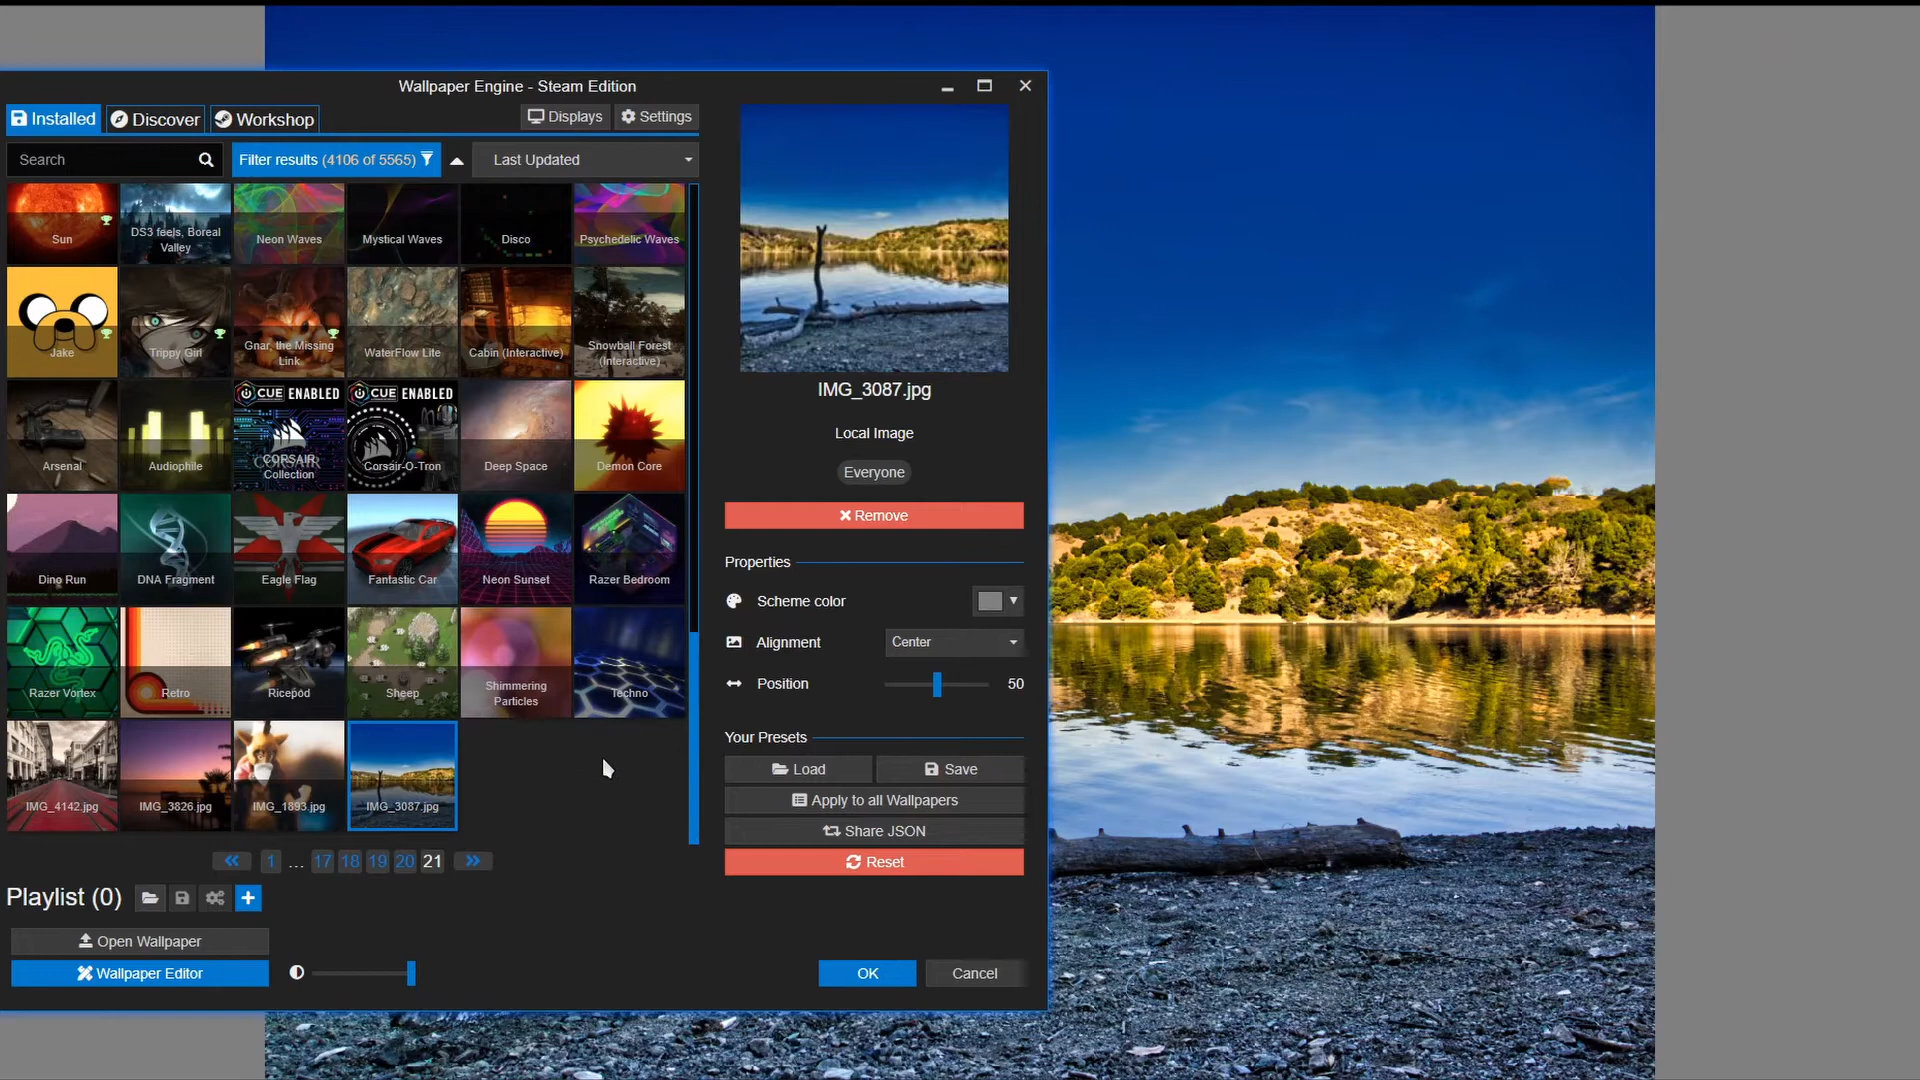 Wallpaper Engine - Steam Edition
Installed
Discover
Workshop
Displays
Settings
Search
Filter results (4106 of 5565)
Last Updated
Sun
DS3 feels, Boreal
Valley
Neon Waves
Mystical Waves
Disco
Psychedelic Waves
Jake
Trippy Girl
Gnar, the Missing
Link
WaterFlow Lite
Cabin (Interactive)
Snowball Forest
(Interactive)
Arsenal
Audiophile
CUE ENABLED
CORSAIR
CORSAIR
Collection
CUE ENABLED
Corsair-O-Tron
Deep Space
Demon Core
Dino Run
DNA Fragment
Eagle Flag
Fantastic Car
Neon Sunset
Razer Bedroom
Razer Vortex
Retro
Ricepod
Sheep
Shimmering
Particles
Techno
IMG_4142.jpg
IMG_3826.jpg
IMG_1893.jpg
IMG_3087.jpg
1 ... 17 18 19 20 21
Playlist (0)
Open Wallpaper
Wallpaper Editor
IMG_3087.jpg
Local Image
Everyone
Remove
Properties
Scheme color
Alignment
Center
Position
50
Your Presets
Load
Save
Apply to all Wallpapers
Share JSON
Reset
OK
Cancel